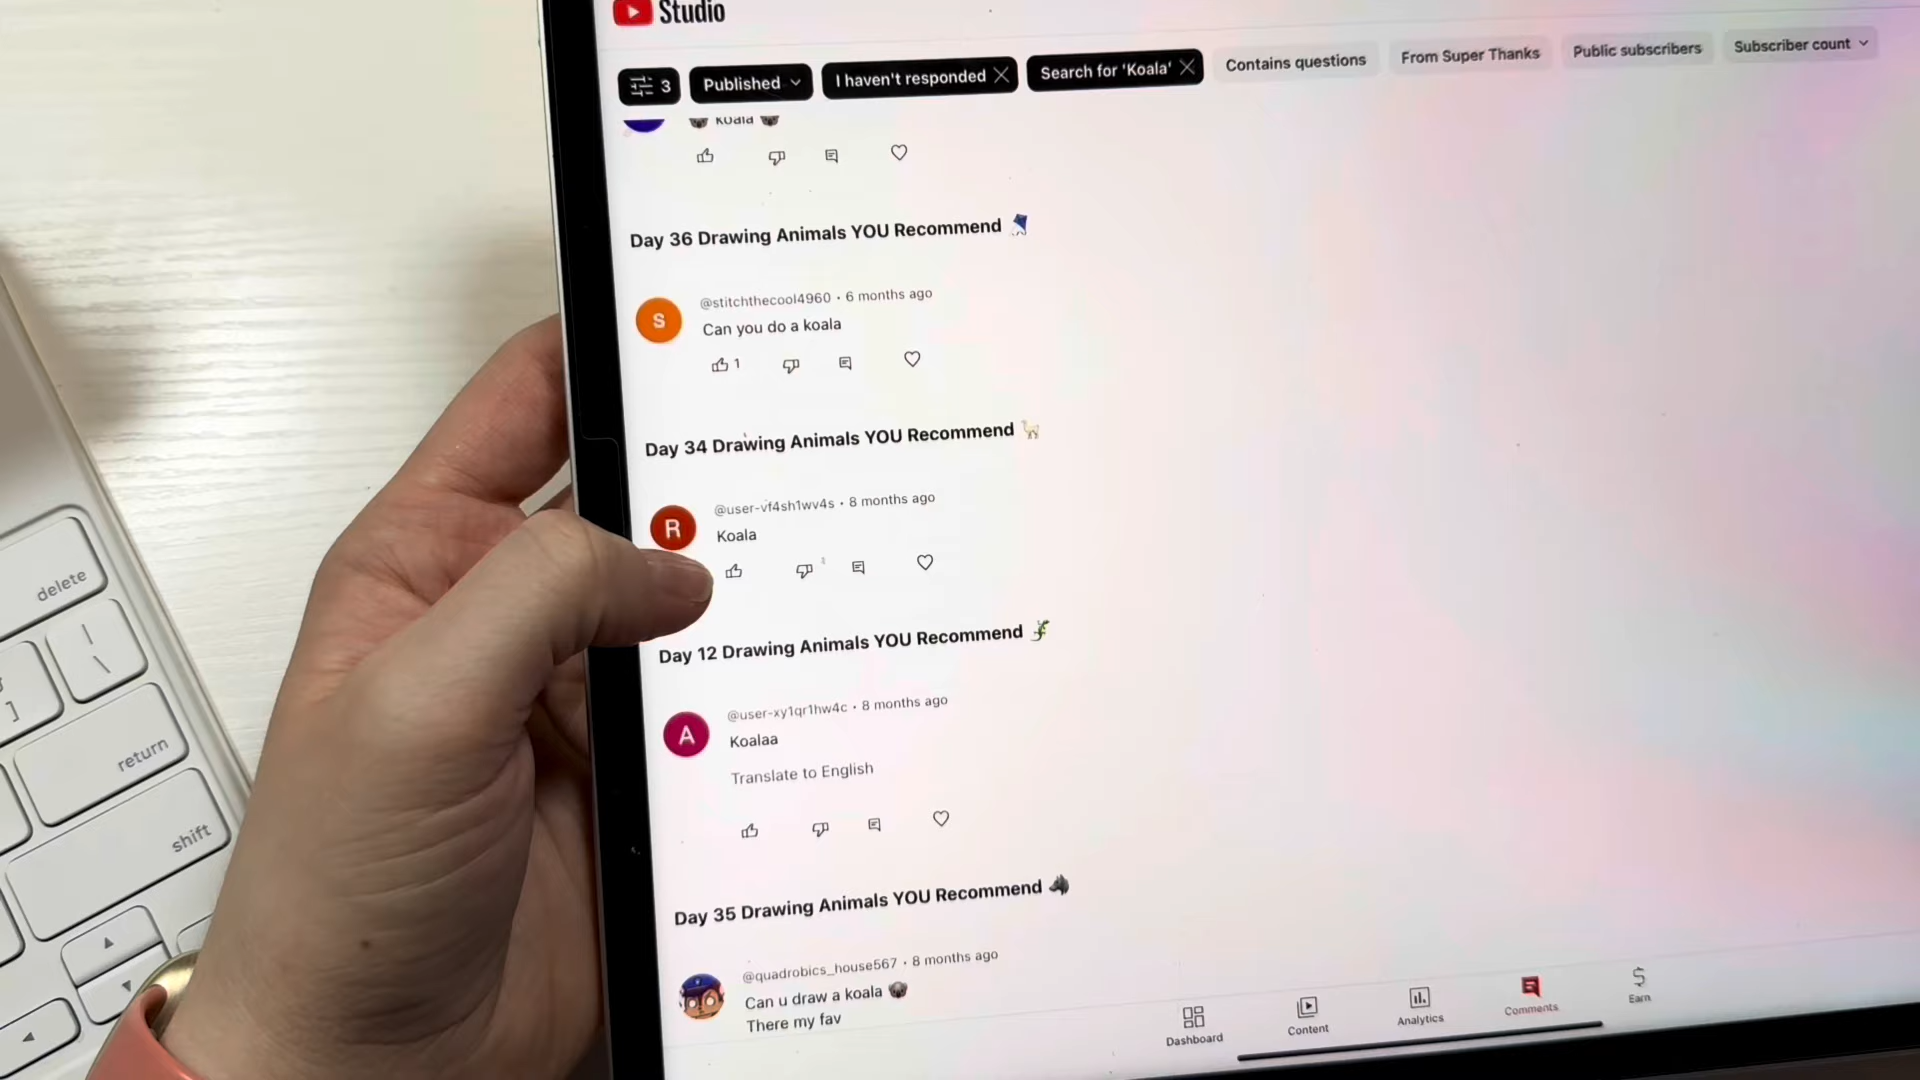 Studio
3
Published
I haven't responded
Search for 'Koala'
Contains questions
From Super Thanks
Public subscribers
Subscriber count
Koala
Day 36 Drawing Animals YOU Recommend
S
@stitchthecool4960 • 6 months ago
Can you do a koala
1
Day 34 Drawing Animals YOU Recommend
R
@user-vf4sh1wv4s • 8 months ago
Koala
Day 12 Drawing Animals YOU Recommend
A
@user-xy1qr1hw4c • 8 months ago
Koalaa
Translate to English
Day 35 Drawing Animals YOU Recommend
@quadrobics_house567 • 8 months ago
Can u draw a koala
There my fav
Dashboard
Content
Analytics
Comments
Earn
delete
|
\
]
return
shift